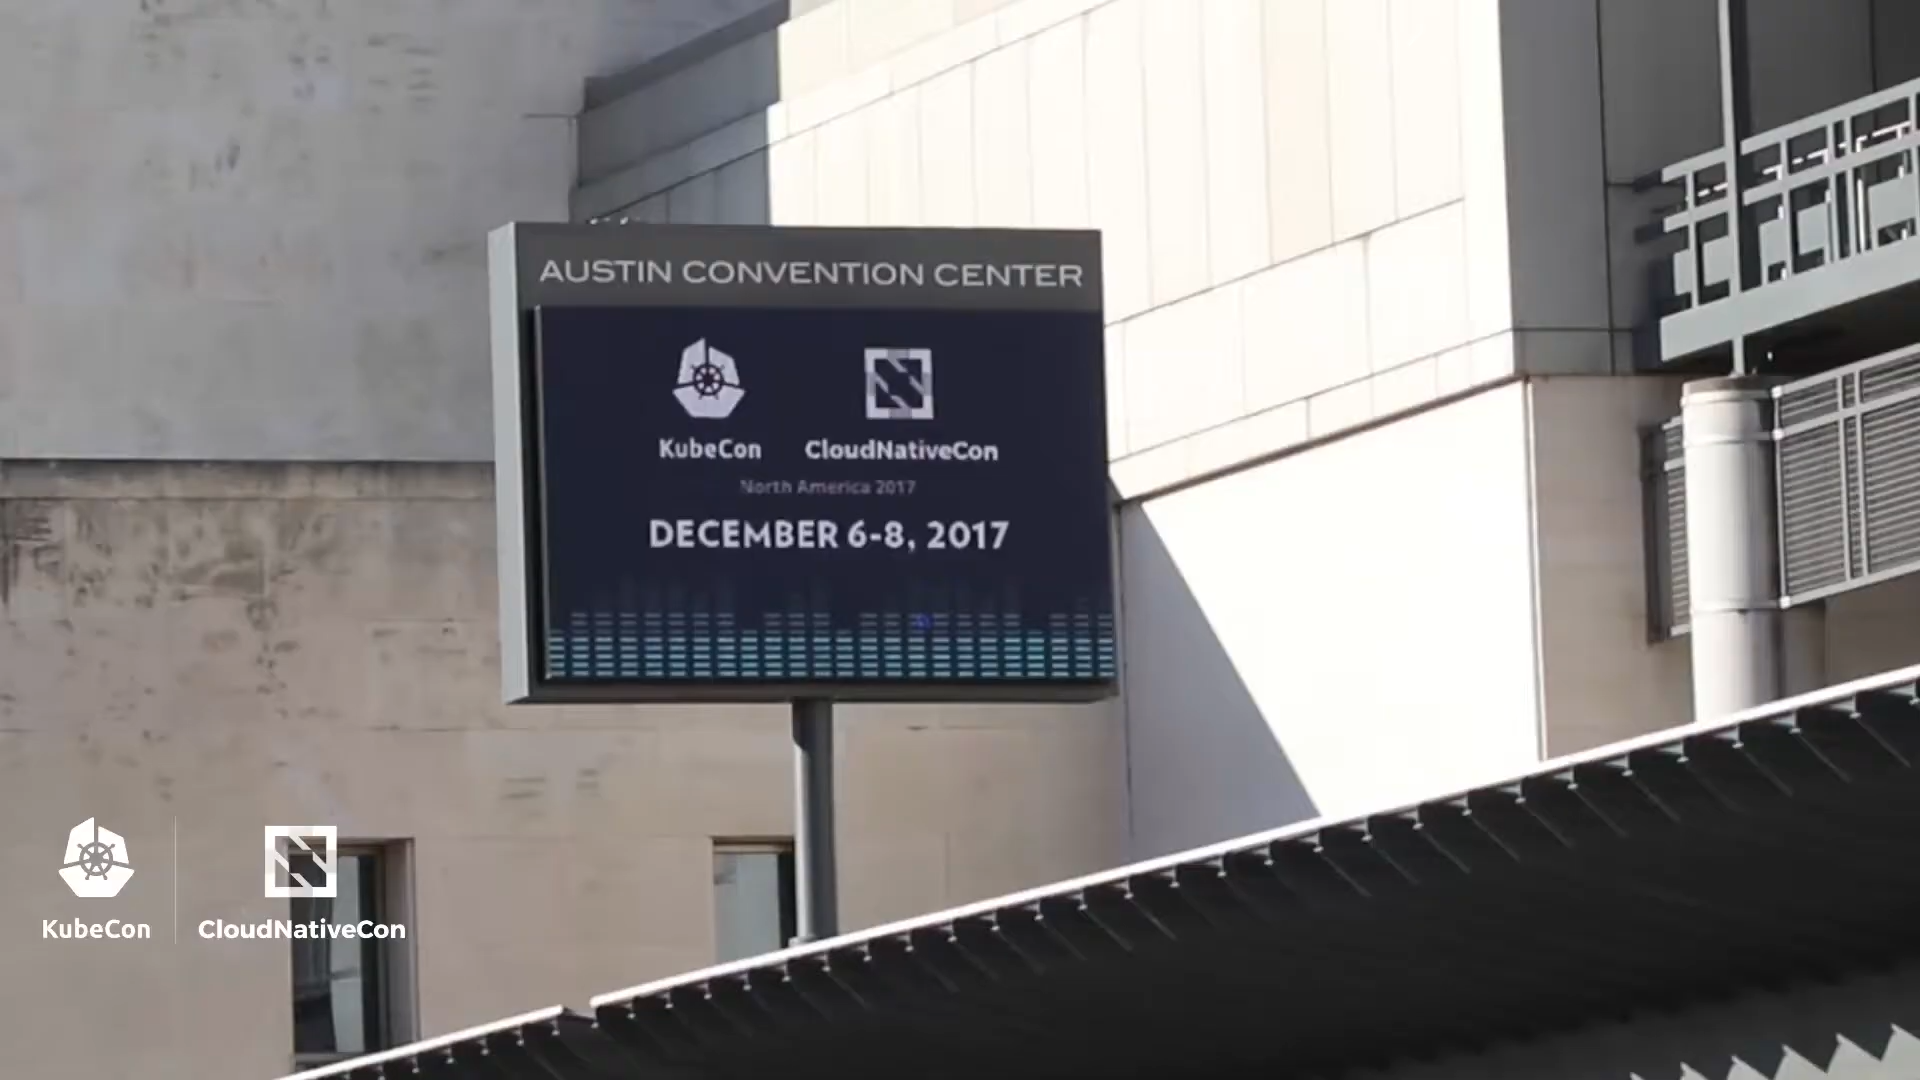 AUSTIN CONVENTION CENTER
KubeCon CloudNativeCon
North America 2017
DECEMBER 6-8, 2017
KubeCon CloudNativeCon